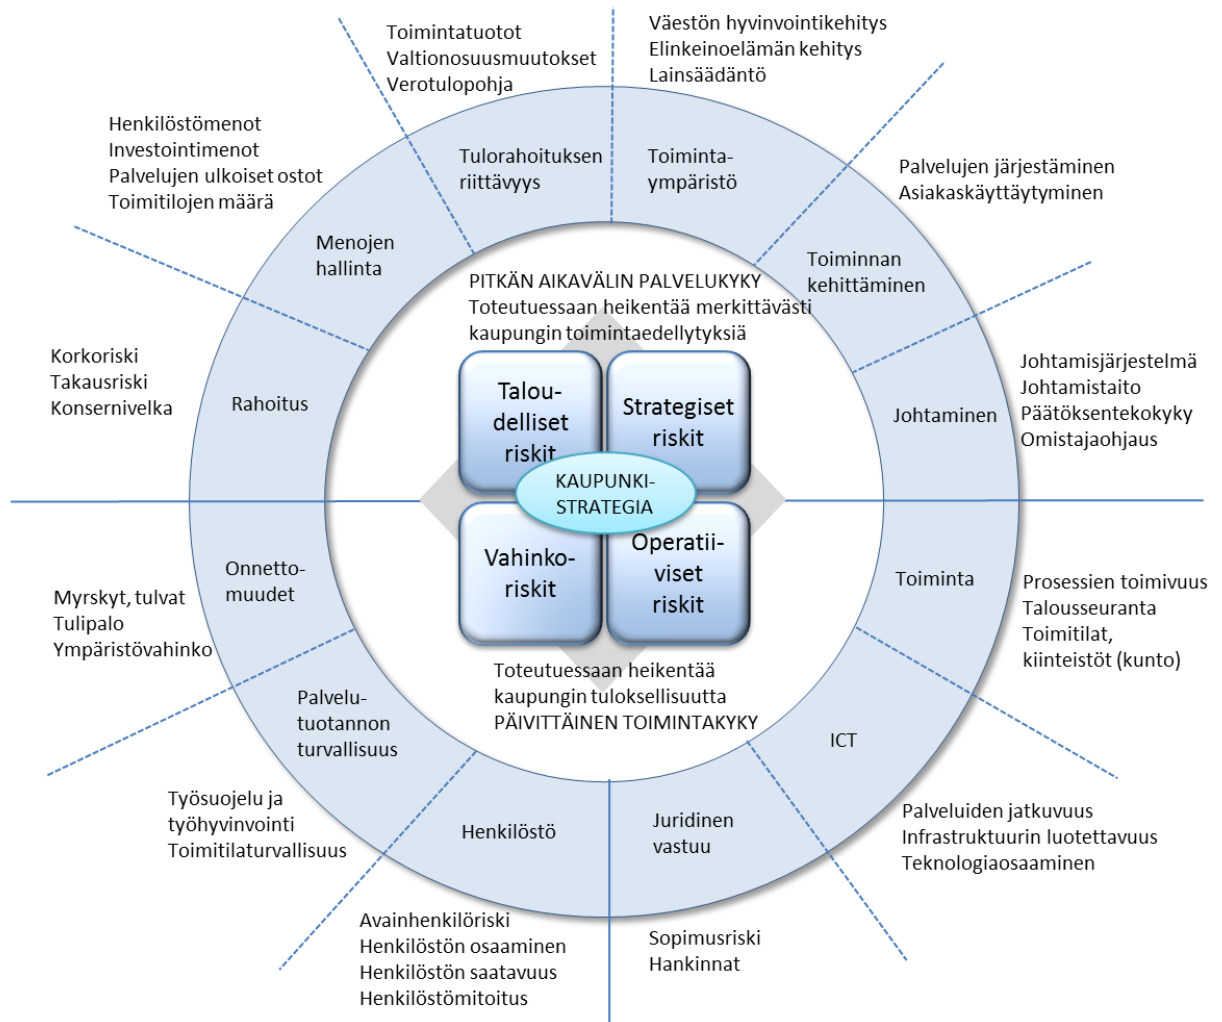 Toimintatuotot
Valtionosuusmuutokset
Verotulopohja
Väestön hyvinvointikehitys
Elinkeinoelämän kehitys
Lainsäädäntö
Henkilöstömenot
Investointimenot
Palvelujen ulkoiset ostot
Toimitilojen määrä
Tulorahoituksen
riittävyys
Toiminta-
ympäristö
Palvelujen järjestäminen
Asiakaskäyttäytyminen
Menojen
hallinta
Toiminnan
kehittäminen
PITKÄN AIKAVÄLIN PALVELUKYKY
Toteutuessaan heikentää merkittävästi
kaupungin toimintaedellytyksiä
Korkoriski
Takausriski
Konsernivelka
Rahoitus
Talou-
delliset
riskit
Strategiset
riskit
Johtaminen
Johtamisjärjestelmä
Johtamistaito
Päätöksentekokyky
Omistajaohjaus
KAUPUNKI-
STRATEGIA
Myrskyt, tulvat
Tulipalo
Ympäristövahinko
Onnetto-
muudet
Vahinko-
riskit
Operatii-
viset
riskit
Toiminta
Prosessien toimivuus
Talousseuranta
Toimitilat,
kiinteistöt (kunto)
Toteutuessaan heikentää
kaupungin tuloksellisuutta
PÄIVITTÄINEN TOIMINTAKYKY
Palvelu-
tuotannon
turvallisuus
ICT
Työsuojelu ja
työhyvinvointi
Toimitilaturvallisuus
Henkilöstö
Juridinen
vastuu
Palveluiden jatkuvuus
Infrastruktuurin luotettavuus
Teknologiaosaaminen
Avainhenkilöriski
Henkilöstön osaaminen
Henkilöstön saatavuus
Henkilöstömitoitus
Sopimusriski
Hankinnat